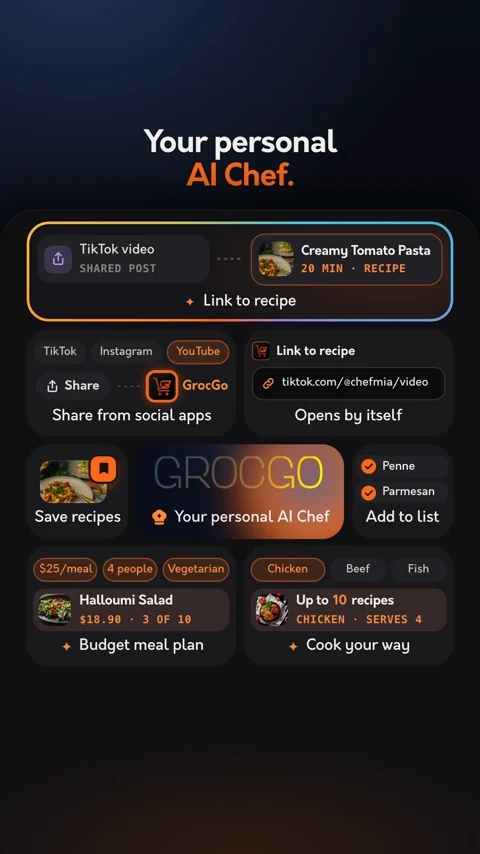 Your personal
AI Chef.
TikTok video
SHARED POST
Creamy Tomato Pasta
20 MIN · RECIPE
Link to recipe
TikTok
Instagram
YouTube
Share
GrocGo
Share from social apps
Link to recipe
tiktok.com/@chefmia/video
Opens by itself
Save recipes
GROCGO
Your personal AI Chef
Penne
Parmesan
Add to list
$25/meal
4 people
Vegetarian
Halloumi Salad
$18.90 · 3 OF 10
Budget meal plan
Chicken
Beef
Fish
Up to 10 recipes
CHICKEN · SERVES 4
Cook your way